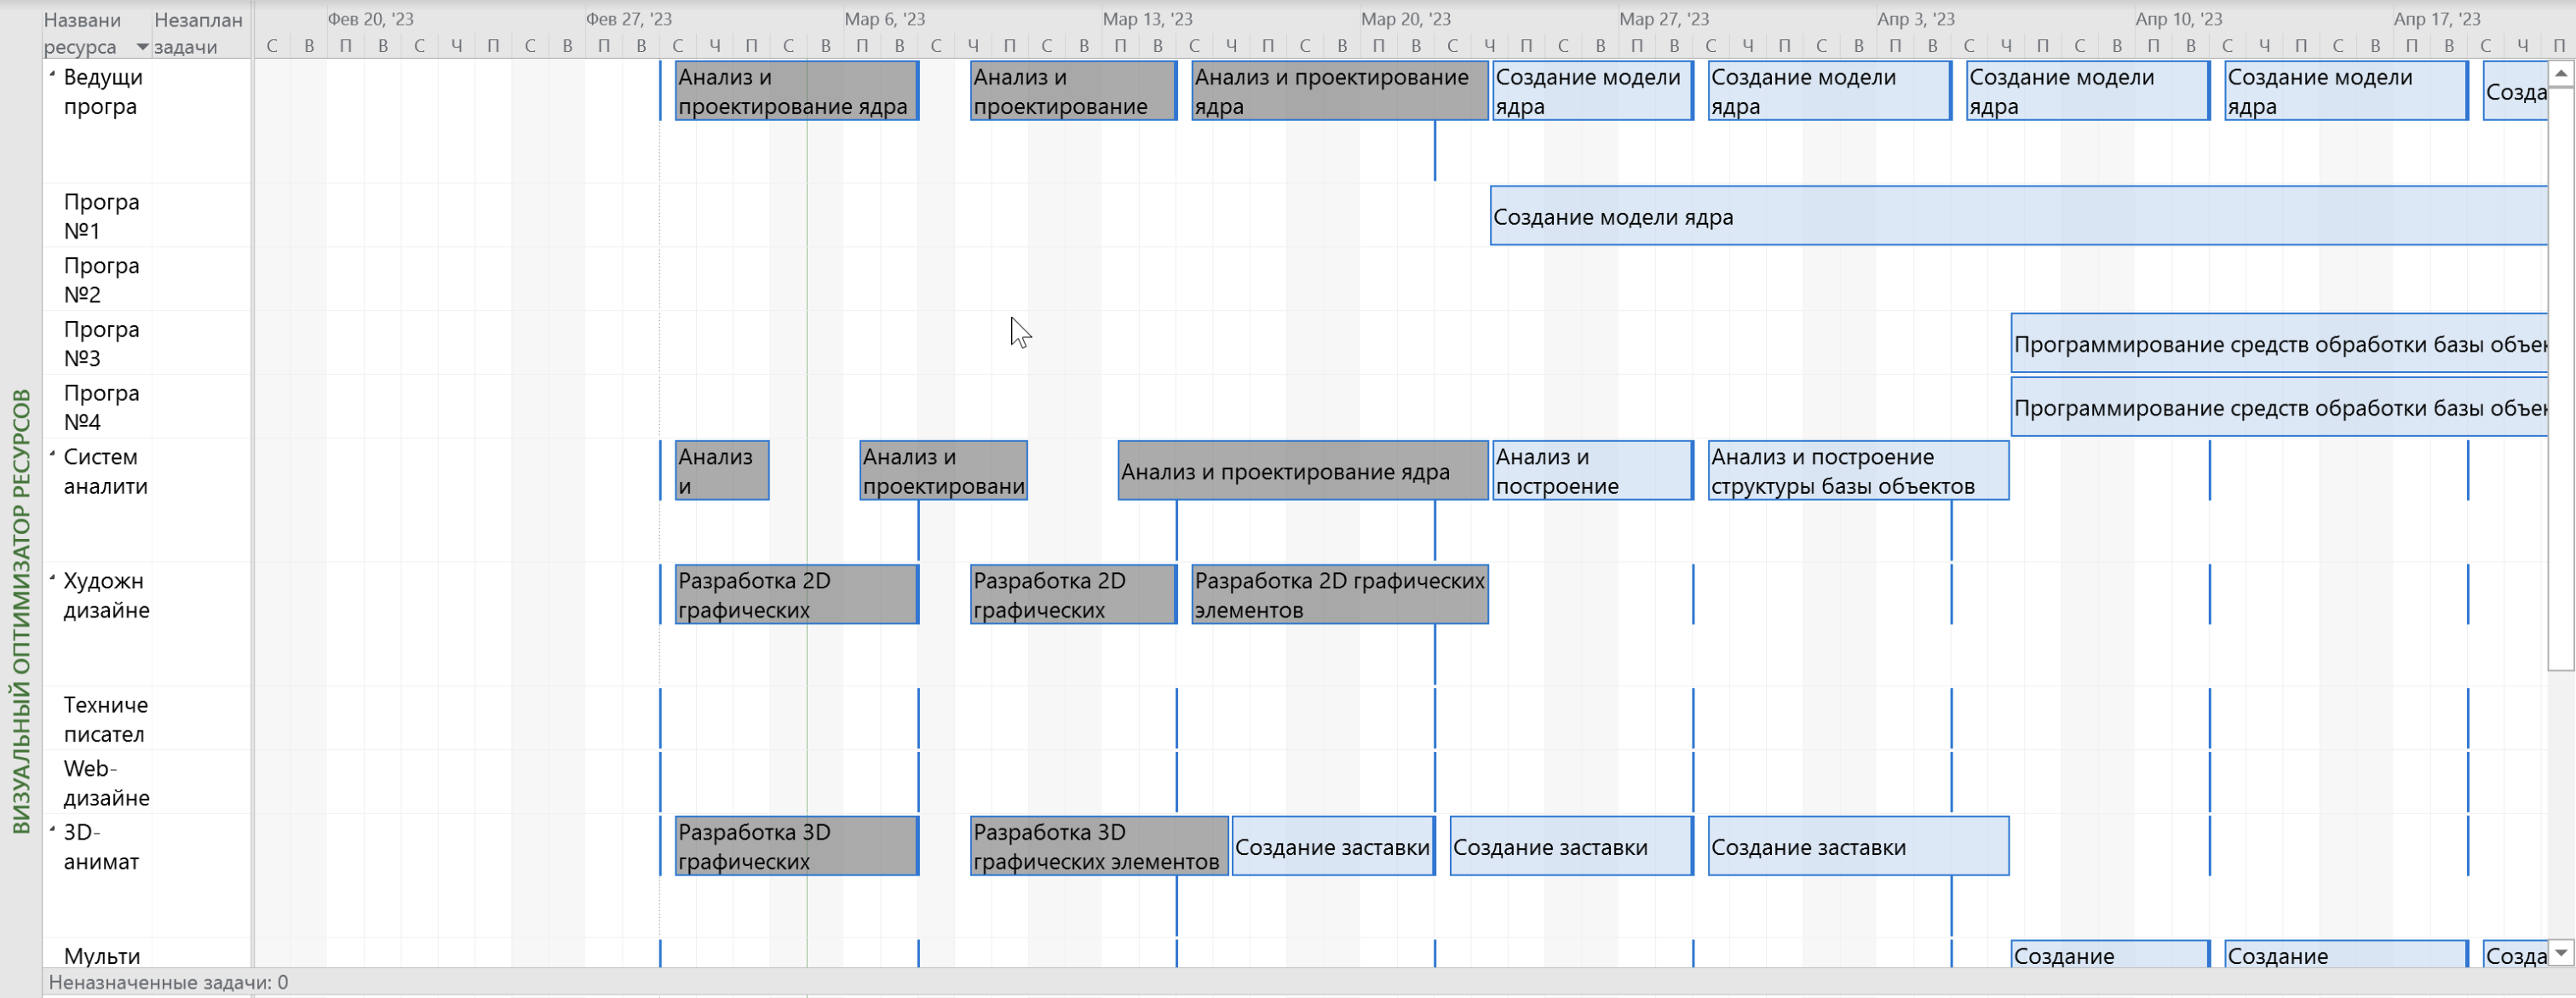 Названи Незаплан
ресурса задачи
Фев 20, '23 Фев 27, '23 Мар 6, '23 Мар 13, '23 Мар 20, '23 Мар 27, '23 Апр 3, '23 Апр 10, '23 Апр 17, '23
С В П В С Ч П С В П В С Ч П С В П В С Ч П С В П В С Ч П С В П В С Ч П С В П В С Ч П С В П В С Ч П С В П В С Ч П С В П В С Ч П
ВИЗУАЛЬНЫЙ ОПТИМИЗАТОР РЕСУРСОВ
Ведущи
програ
Анализ и
проектирование ядра
Анализ и
проектирование
Анализ и проектирование
ядра
Создание модели
ядра
Создание модели
ядра
Создание модели
ядра
Создание модели
ядра
Созда
Програ
№1
Создание модели ядра
Програ
№2
Програ
№3
Программирование средств обработки базы объек
Програ
№4
Программирование средств обработки базы объек
Систем
аналити
Анализ
и
Анализ и
проектировани
Анализ и проектирование ядра
Анализ и
построение
Анализ и построение
структуры базы объектов
Художн
дизайне
Разработка 2D
графических
Разработка 2D
графических
Разработка 2D графических
элементов
Техниче
писател
Web-
дизайне
3D-
анимат
Разработка 3D
графических
Разработка 3D
графических элементов
Создание заставки
Создание заставки
Создание заставки
Мульти
Создание
Создание
Созда
Неназначенные задачи: 0